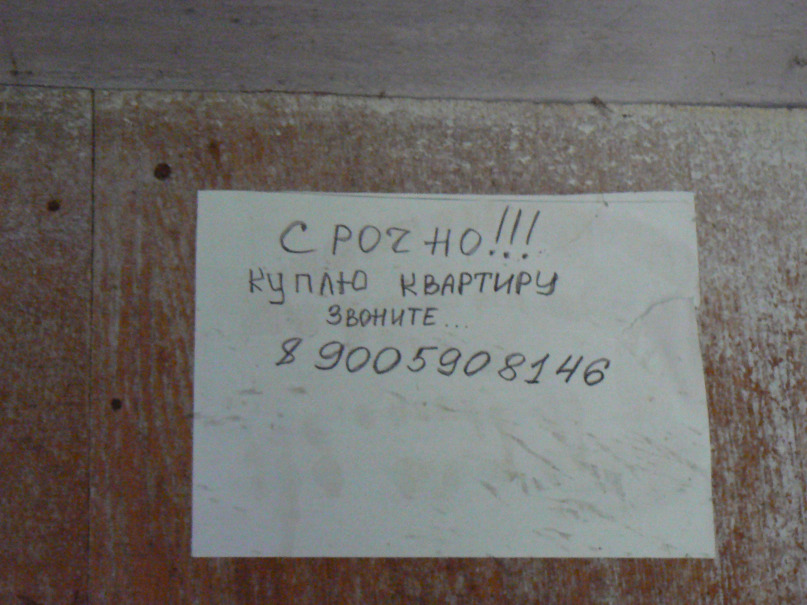 СРОЧНО!!!
КУПЛЮ КВАРТИРУ
ЗВОНИТЕ...
8 9005908146